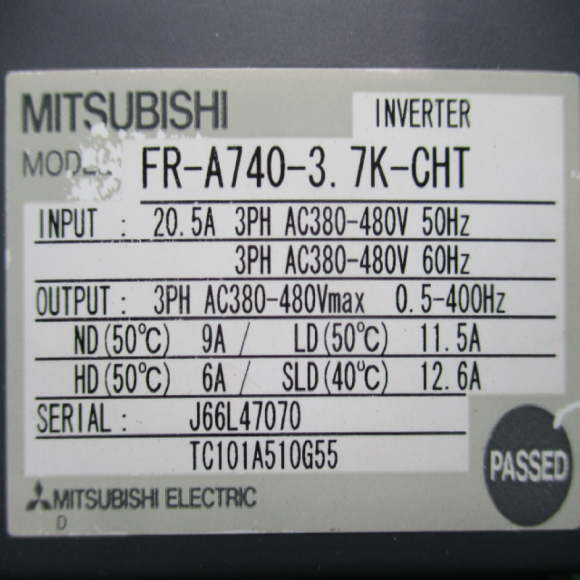 MITSUBISHI INVERTER
MODEL FR-A740-3.7K-CHT
INPUT : 20.5A 3PH AC380-480V 50Hz
3PH AC380-480V 60Hz
OUTPUT : 3PH AC380-480Vmax 0.5-400Hz
ND(50℃) 9A / LD(50℃) 11.5A
HD(50℃) 6A / SLD(40℃) 12.6A
SERIAL : J66L47070
TC101A510G55
PASSED
MITSUBISHI ELECTRIC
D